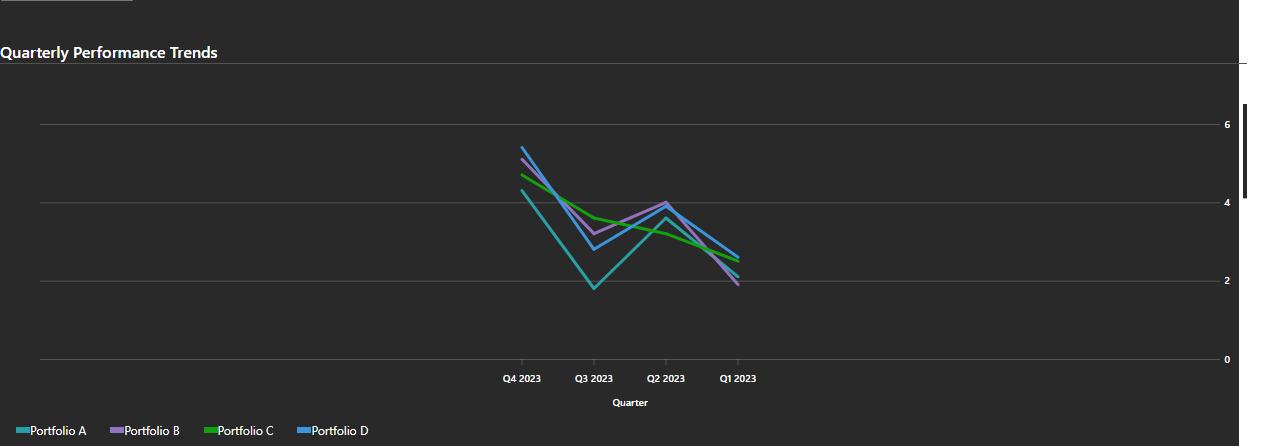 Quarterly Performance Trends
6
4
2
0
Q4 2023 Q3 2023 Q2 2023 Q1 2023
Quarter
Portfolio A Portfolio B Portfolio C Portfolio D